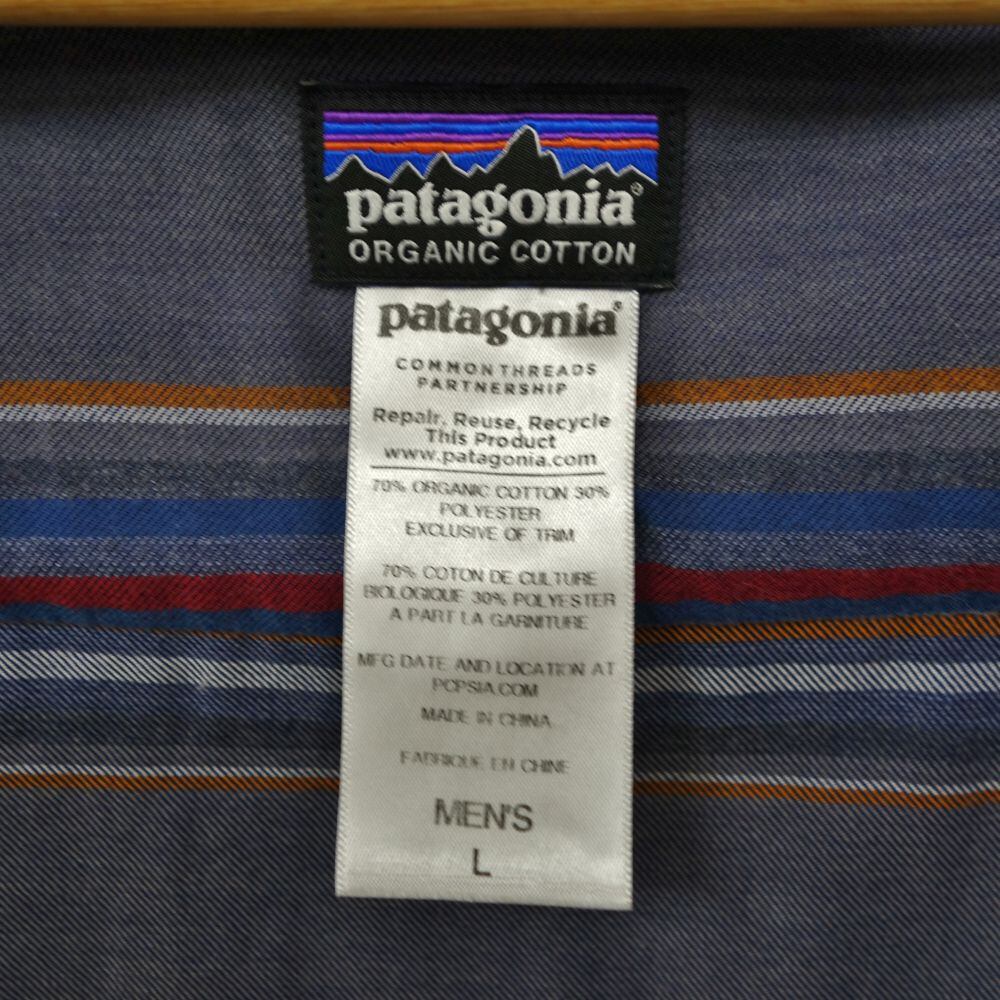 patagonia®
ORGANIC COTTON
patagonia®
COMMON THREADS
PARTNERSHIP
Repair, Reuse, Recycle
This Product
www.patagonia.com
70% ORGANIC COTTON 30%
POLYESTER
EXCLUSIVE OF TRIM
70% COTON DE CULTURE
BIOLOGIQUE 30% POLYESTER
A PART LA GARNITURE
MFG DATE AND LOCATION AT
PCPSIA.COM
MADE IN CHINA
FABRIQUE EN CHINE
MEN'S
L